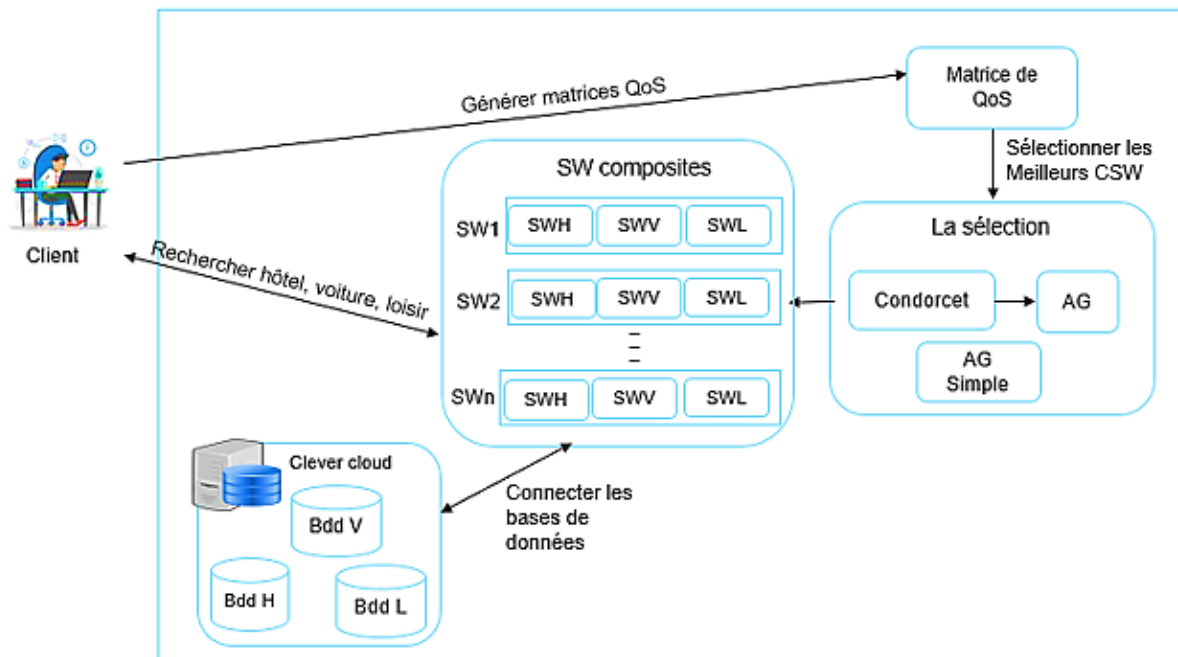 Matrice de
QoS
Générer matrices QoS
Sélectionner les
Meilleurs CSW
Client
Rechercher hôtel, voiture, loisir
SW composites
SW1
SWH
SWV
SWL
SW2
SWH
SWV
SWL
SWn
SWH
SWV
SWL
La sélection
Condorcet
AG
AG
Simple
Clever cloud
Bdd V
Bdd H
Bdd L
Connecter les
bases de
données